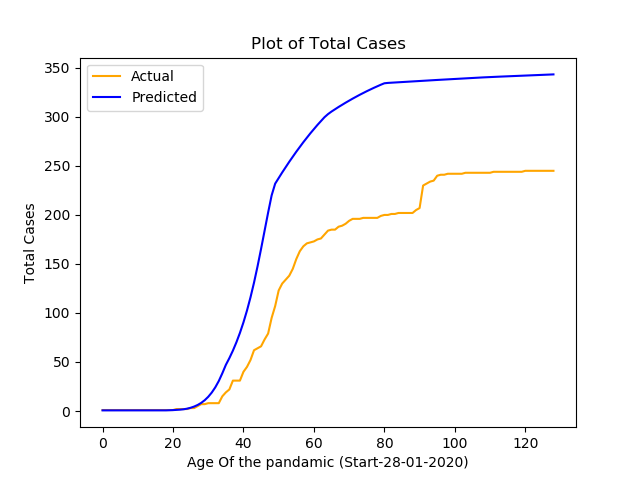 Plot of Total Cases
Actual
Predicted
350
300
250
200
150
100
50
0
Total Cases
0 20 40 60 80 100 120
Age Of the pandamic (Start-28-01-2020)